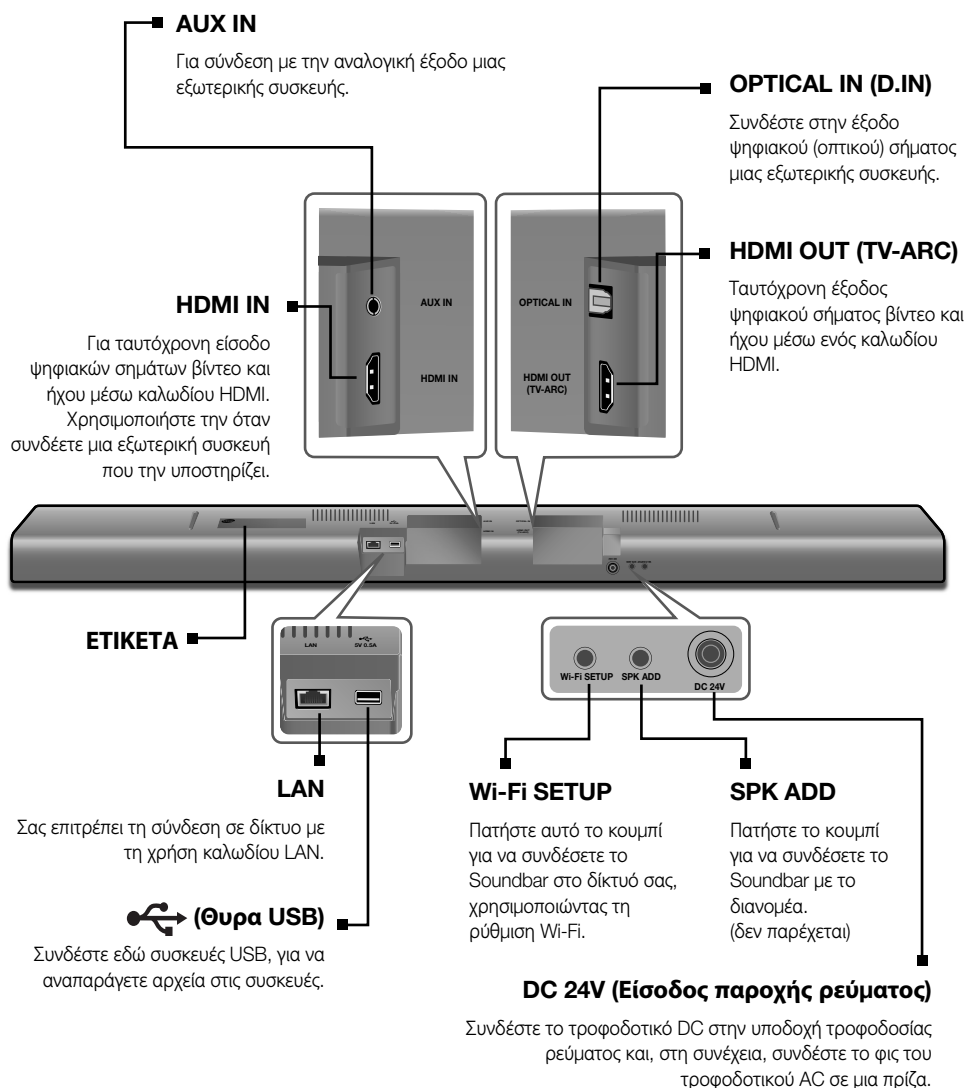 AUX IN
Για σύνδεση με την αναλογική έξοδο μιας
εξωτερικής συσκευής.
OPTICAL IN (D.IN)
Συνδέστε στην έξοδο
ψηφιακού (οπτικού) σήματος
μιας εξωτερικής συσκευής.
HDMI OUT (TV-ARC)
Ταυτόχρονη έξοδος
ψηφιακού σήματος βίντεο και
ήχου μέσω ενός καλωδίου
HDMI.
HDMI IN
Για ταυτόχρονη είσοδο
ψηφιακών σημάτων βίντεο και
ήχου μέσω καλωδίου HDMI.
Χρησιμοποιήστε την όταν
συνδέετε μια εξωτερική συσκευή
που την υποστηρίζει.
AUX IN
HDMI IN
OPTICAL IN
HDMI OUT
(TV-ARC)
ΕΤΙΚΕΤΑ
LAN
5V 0.5A
Wi-Fi SETUP
SPK ADD
DC 24V
LAN
Σας επιτρέπει τη σύνδεση σε δίκτυο με
τη χρήση καλωδίου LAN.
(Θυρα USB)
Συνδέστε εδώ συσκευές USB, για να
αναπαράγετε αρχεία στις συσκευές.
Wi-Fi SETUP
Πατήστε αυτό το κουμπί
για να συνδέσετε το
Soundbar στο δίκτυό σας,
χρησιμοποιώντας τη
ρύθμιση Wi-Fi.
SPK ADD
Πατήστε το κουμπί
για να συνδέσετε το
Soundbar με το
διανομέα.
(δεν παρέχεται)
DC 24V (Είσοδος παροχής ρεύματος)
Συνδέστε το τροφοδοτικό DC στην υποδοχή τροφοδοσίας
ρεύματος και, στη συνέχεια, συνδέστε το φις του
τροφοδοτικού AC σε μια πρίζα.